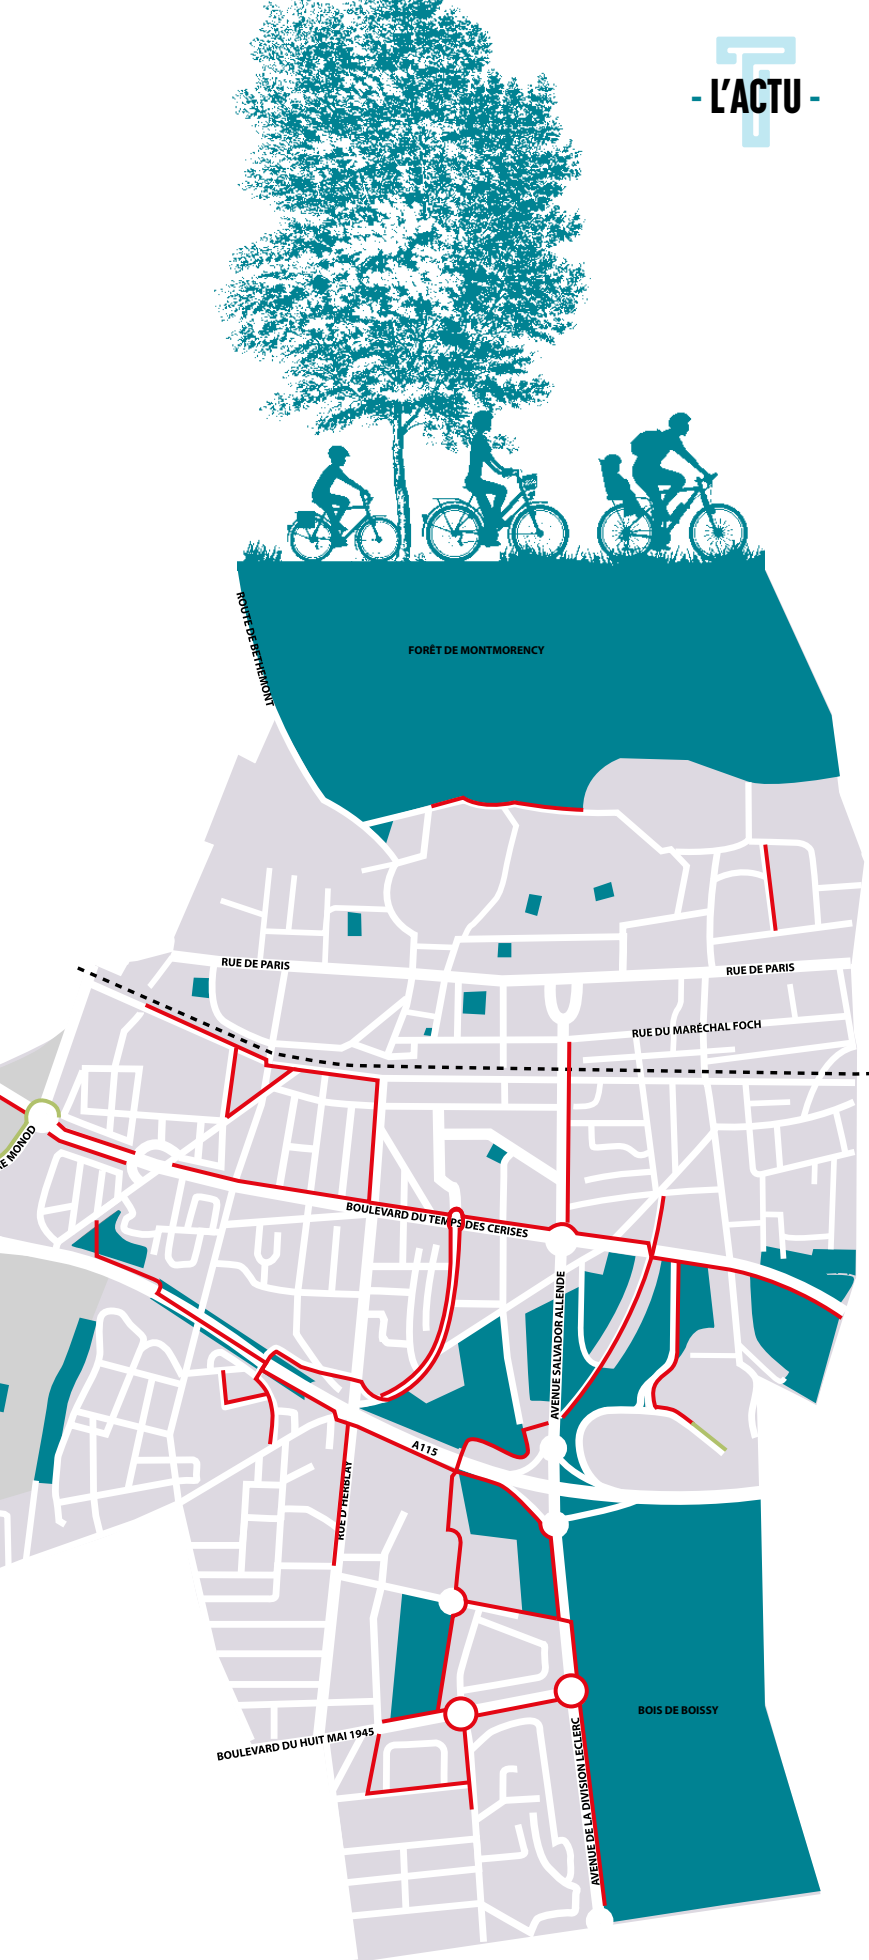 T
- L'ACTU -
ROUTE DE BETHEMONT
FORÊT DE MONTMORENCY
RUE DE PARIS
RUE DE PARIS
RUE DU MARÉCHAL FOCH
MONOD
BOULEVARD DU TEMPS DES CERISES
AVENUE SALVADOR ALLENDE
A115
RUE D'HERBLAY
BOIS DE BOISSY
BOULEVARD DU HUIT MAI 1945
AVENUE DE LA DIVISION LECLERC